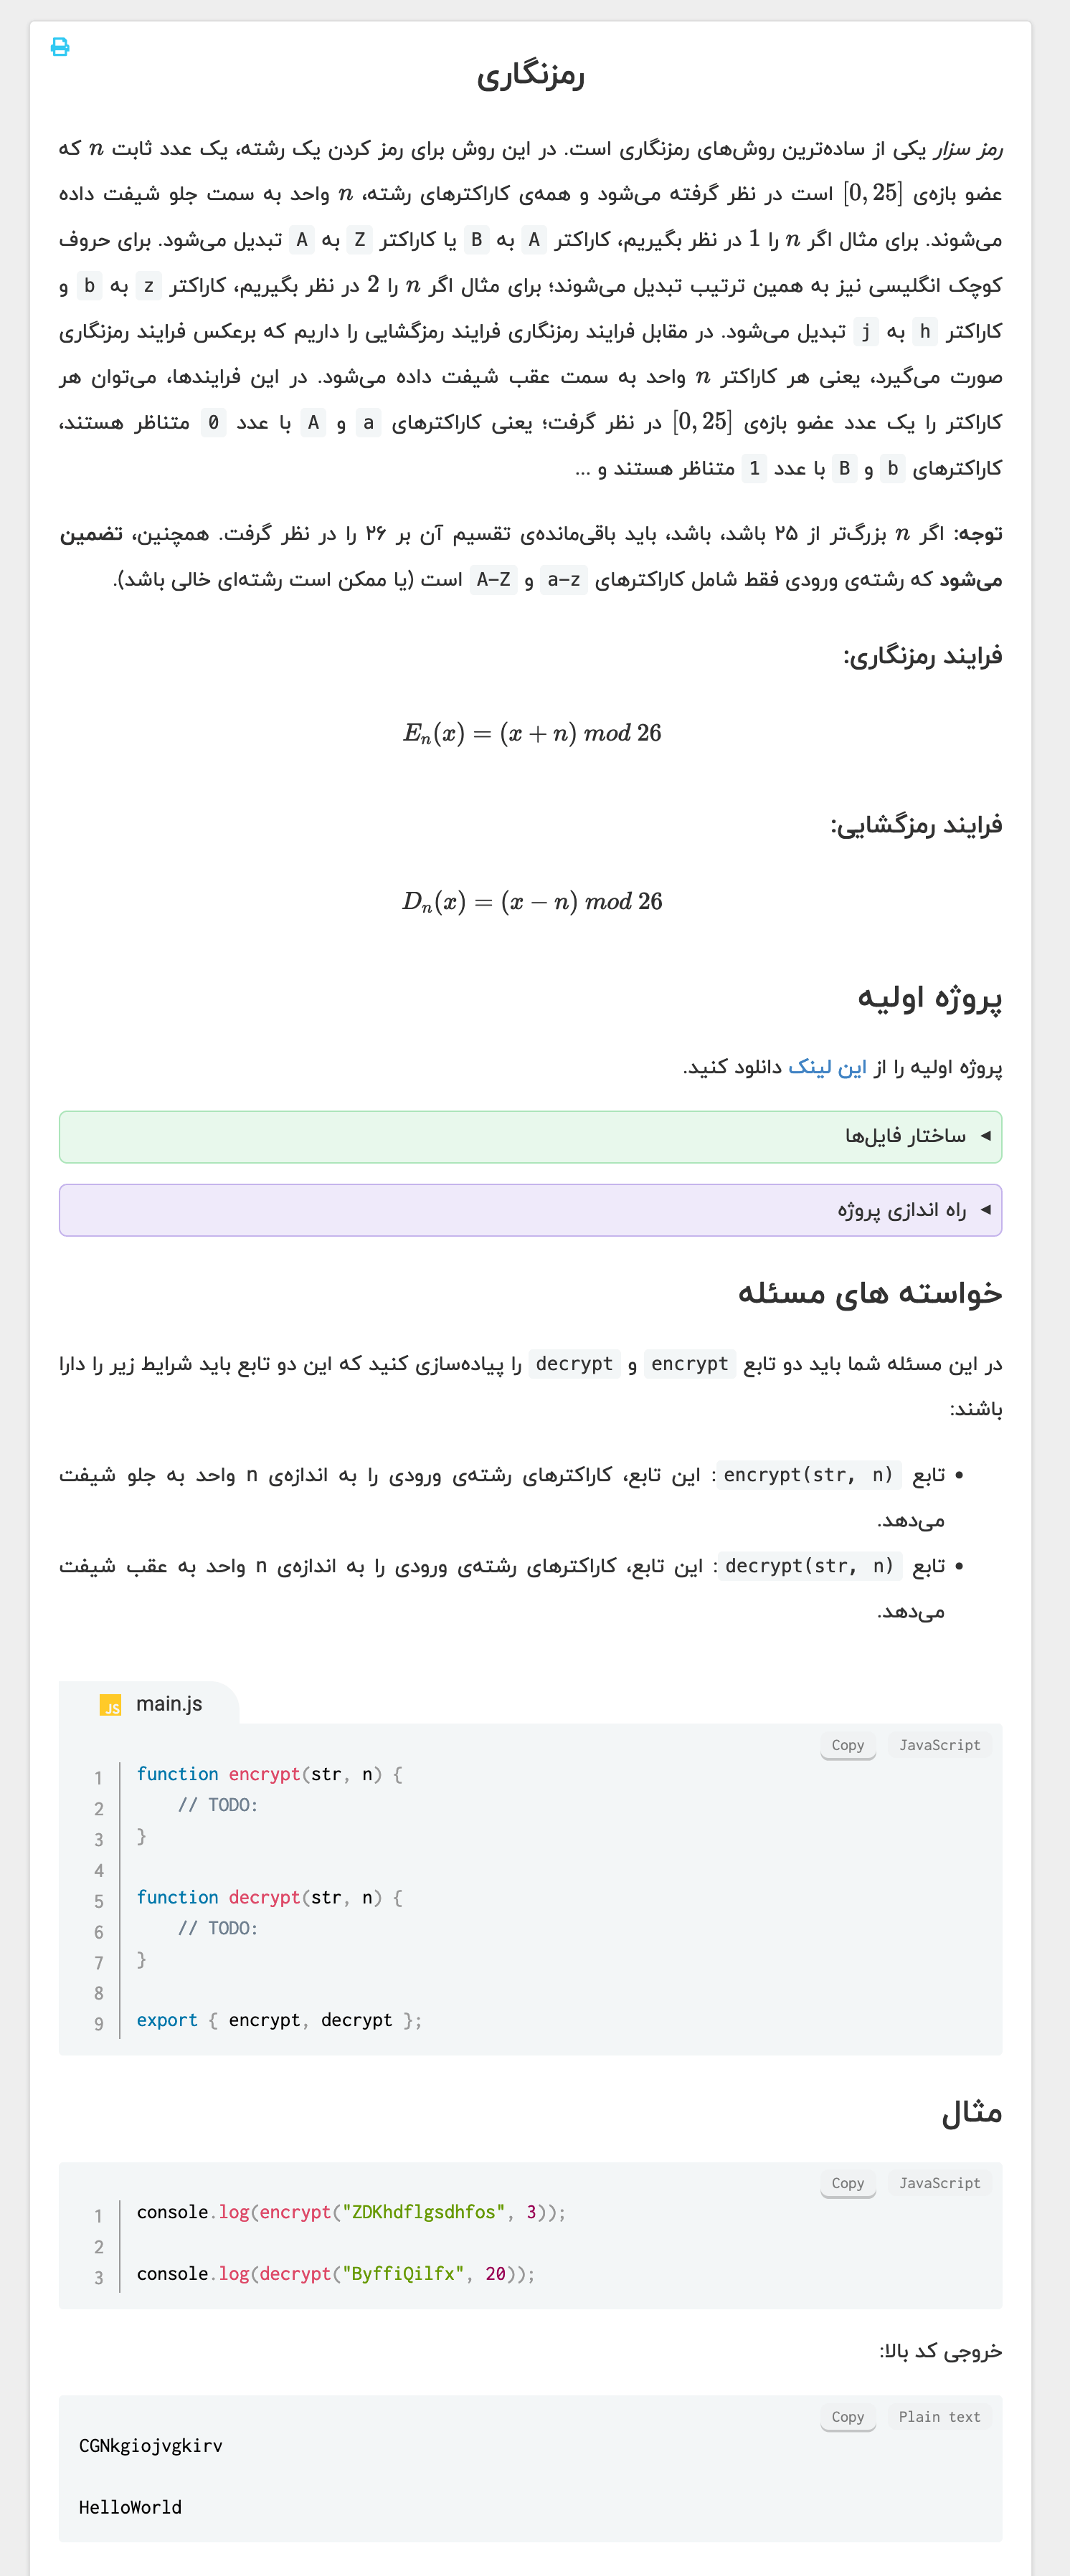 رمزنگاری
رمز سزار یکی از ساده‌ترین روش‌های رمزنگاری است. در این روش برای رمز کردن یک رشته، یک عدد ثابت n که
عضو بازه‌ی [0, 25] است در نظر گرفته می‌شود و همه‌ی کاراکترهای رشته، n واحد به سمت جلو شیفت داده
می‌شوند. برای مثال اگر n را 1 در نظر بگیریم، کاراکتر A به B یا کاراکتر Z به A تبدیل می‌شود. برای حروف
کوچک انگلیسی نیز به همین ترتیب تبدیل می‌شوند؛ برای مثال اگر n را 2 در نظر بگیریم، کاراکتر z به b و
کاراکتر h به j تبدیل می‌شود. در مقابل فرایند رمزنگاری فرایند رمزگشایی را داریم که برعکس فرایند رمزنگاری
صورت می‌گیرد، یعنی هر کاراکتر n واحد به سمت عقب شیفت داده می‌شود. در این فرایندها، می‌توان هر
کاراکتر را یک عدد عضو بازه‌ی [0, 25] در نظر گرفت؛ یعنی کاراکترهای a و A با عدد 0 متناظر هستند،
کاراکترهای b و B با عدد 1 متناظر هستند و ...
توجه: اگر n بزرگ‌تر از ۲۵ باشد، باشد، باید باقی‌مانده‌ی تقسیم آن بر ۲۶ را در نظر گرفت. همچنین، تضمین
می‌شود که رشته‌ی ورودی فقط شامل کاراکترهای a-z و A-Z است (یا ممکن است رشته‌ای خالی باشد).
فرایند رمزنگاری:
Eₙ(x) = (x + n) mod 26
فرایند رمزگشایی:
Dₙ(x) = (x − n) mod 26
پروژه اولیه
پروژه اولیه را از این لینک دانلود کنید.
◂ ساختار فایل‌ها
◂ راه اندازی پروژه
خواسته های مسئله
در این مسئله شما باید دو تابع encrypt و decrypt را پیاده‌سازی کنید که این دو تابع باید شرایط زیر را دارا
باشند:
• تابع encrypt(str, n): این تابع، کاراکترهای رشته‌ی ورودی را به اندازه‌ی n واحد به جلو شیفت
می‌دهد.
• تابع decrypt(str, n): این تابع، کاراکترهای رشته‌ی ورودی را به اندازه‌ی n واحد به عقب شیفت
می‌دهد.
JS main.js
Copy JavaScript
1 function encrypt(str, n) {
2     // TODO:
3 }
4
5 function decrypt(str, n) {
6     // TODO:
7 }
8
9 export { encrypt, decrypt };
مثال
Copy JavaScript
1 console.log(encrypt("ZDKhdflgsdhfos", 3));
2
3 console.log(decrypt("ByffiQilfx", 20));
خروجی کد بالا:
Copy Plain text
CGNkgiojvgkirv
HelloWorld